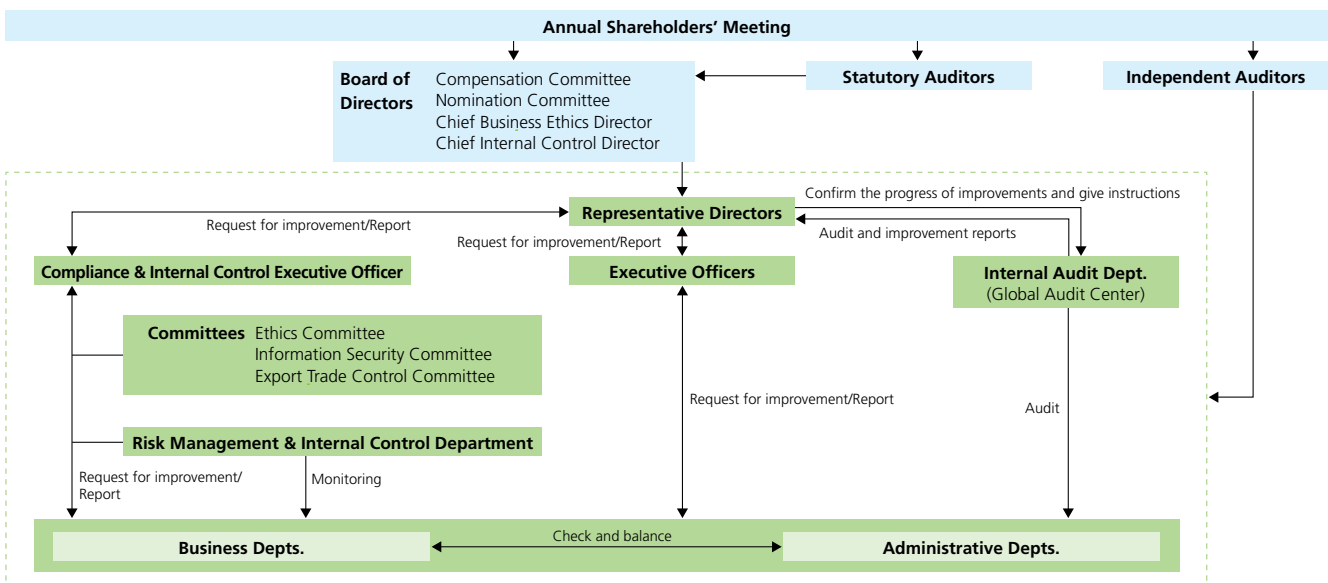 Annual Shareholders' Meeting
Board of
Directors
Compensation Committee
Nomination Committee
Chief Business Ethics Director
Chief Internal Control Director
Statutory Auditors
Independent Auditors
Confirm the progress of improvements and give instructions
Representative Directors
Request for improvement/Report
Request for improvement/Report
Audit and improvement reports
Compliance & Internal Control Executive Officer
Executive Officers
Internal Audit Dept.
(Global Audit Center)
Committees Ethics Committee
Information Security Committee
Export Trade Control Committee
Request for improvement/Report
Audit
Risk Management & Internal Control Department
Request for improvement/
Report
Monitoring
Business Depts.
Check and balance
Administrative Depts.